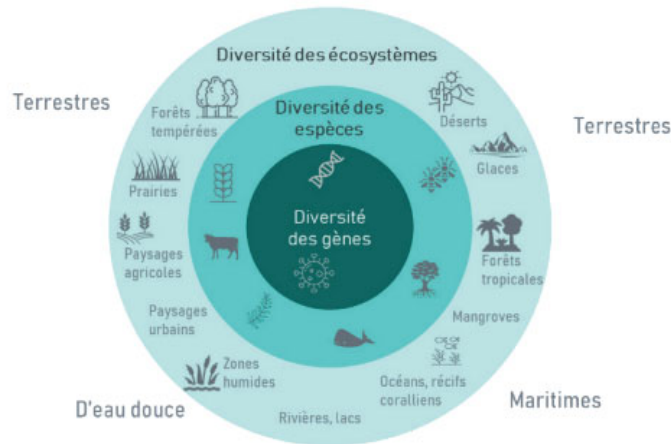 Diversité des écosystèmes
Terrestres
Terrestres
Forêts
tempérées
Diversité des
espèces
Déserts
Glaces
Prairies
Diversité
des gènes
Paysages
agricoles
Forêts
tropicales
Paysages
urbains
Mangroves
Zones
humides
Océans, récifs
coralliens
D'eau douce
Maritimes
Rivières, lacs